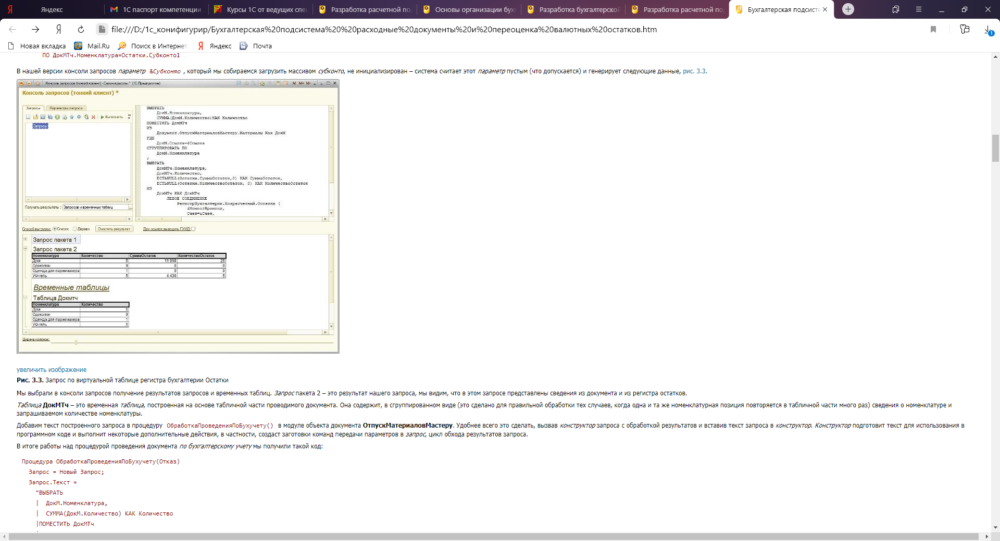 Яндекс
1С паспорт компетенции
Курсы 1С от ведущих спе
Разработка расчетной по
Основы организации бух
Разработка бухгалтерской
Разработка расчетной по
Бухгалтерская подсисте
file:///D:/1с_конифигурир/Бухгалтерская%20подсистема%20%20расходные%20документы%20и%20переоценка%20валютных%20остатков.htm
1
Новая вкладка
Mail.Ru
Поиск в Интернет
Яндекс
Почта
ПО ДокМТч.Номенклатура=Остатки.Субконто1
В нашей версии консоли запросов параметр &Субконто , который мы собираемся загрузить массивом субконто, не инициализирован – система считает этот параметр пустым (что допускается) и генерирует следующие данные, рис. 3.3.
Консоль запросов (тонкий клиент) - Салон красоты * (1С:Предприятие)
M M+ M-
Консоль запросов (тонкий клиент) *
Запросы
Параметры запроса
Выполнить
Запросы
Получать результаты: Запросов и временных таблиц
ВЫБРАТЬ
ДокМ.Номенклатура,
СУММА(ДокМ.Количество)КАК Количество
ПОМЕСТИТЬ ДокМТч
ИЗ
Документ.ОтпускМатериаловМастеру.Материалы Как ДокМ
ГДЕ
ДокМ.Ссылка=&Ссылка
СГРУППИРОВАТЬ ПО
ДокМ.Номенклатура
;
ВЫБРАТЬ
ДокМТч.Номенклатура,
ДокМТч.Количество,
ЕСТЬNULL(Остатки.СуммаОстаток,0) КАК СуммаОстаток,
ЕСТЬNULL(Остатки.КоличествоОстаток, 0) КАК КоличествоОстаток
ИЗ
ДокМТч КАК ДокМТч
ЛЕВОЕ СОЕДИНЕНИЕ
РегистрБухгалтерии.Хозрасчетный.Остатки (
&МоментВремени,
Счет=&Счет,
Способ выгрузки: Список Дерево Очистить результат Для ссылок выводить ГУИД:
Запрос пакета 1
Запрос пакета 2
Номенклатура Количество СуммаОстаток КоличествоОстаток
Духи 5 11 968 25
Одеколон 9 0 0
Одежда для парикмахера 1 0 0
УФ-гель 5 4 400 5
Временные таблицы
Таблица Докмтч
Номенклатура Количество
Духи 5
Одеколон 9
Одежда для парикмахера 1
УФ-гель 5
Ширина колонок:
увеличить изображение
Рис. 3.3. Запрос по виртуальной таблице регистра бухгалтерии Остатки
Мы выбрали в консоли запросов получение результатов запросов и временных таблиц. Запрос пакета 2 – это результат нашего запроса, мы видим, что в этом запросе представлены сведения из документа и из регистра остатков.
Таблица ДокМТч – это временная таблица, построенная на основе табличной части проводимого документа. Она содержит, в сгруппированном виде (это сделано для правильной обработки тех случаев, когда одна и та же номенклатурная позиция повторяется в табличной части много раз) сведения о номенклатуре и
запрашиваемом количестве номенклатуры.
Добавим текст построенного запроса в процедуру ОбработкаПроведенияПоБухучету() в модуле объекта документа ОтпускМатериаловМастеру. Удобнее всего это сделать, вызвав конструктор запроса с обработкой результатов и вставив текст запроса в конструктор. Конструктор подготовит текст для использования в
программном коде и выполнит некоторые дополнительные действия, в частности, создаст заготовки команд передачи параметров в запрос, цикл обхода результатов запроса.
В итоге работы над процедурой проведения документа по бухгалтерскому учету мы получили такой код:
Процедура ОбработкаПроведенияПоБухучету(Отказ)
Запрос = Новый Запрос;
Запрос.Текст =
"ВЫБРАТЬ
| ДокМ.Номенклатура,
| СУММА(ДокМ.Количество) КАК Количество
|ПОМЕСТИТЬ ДокМТч